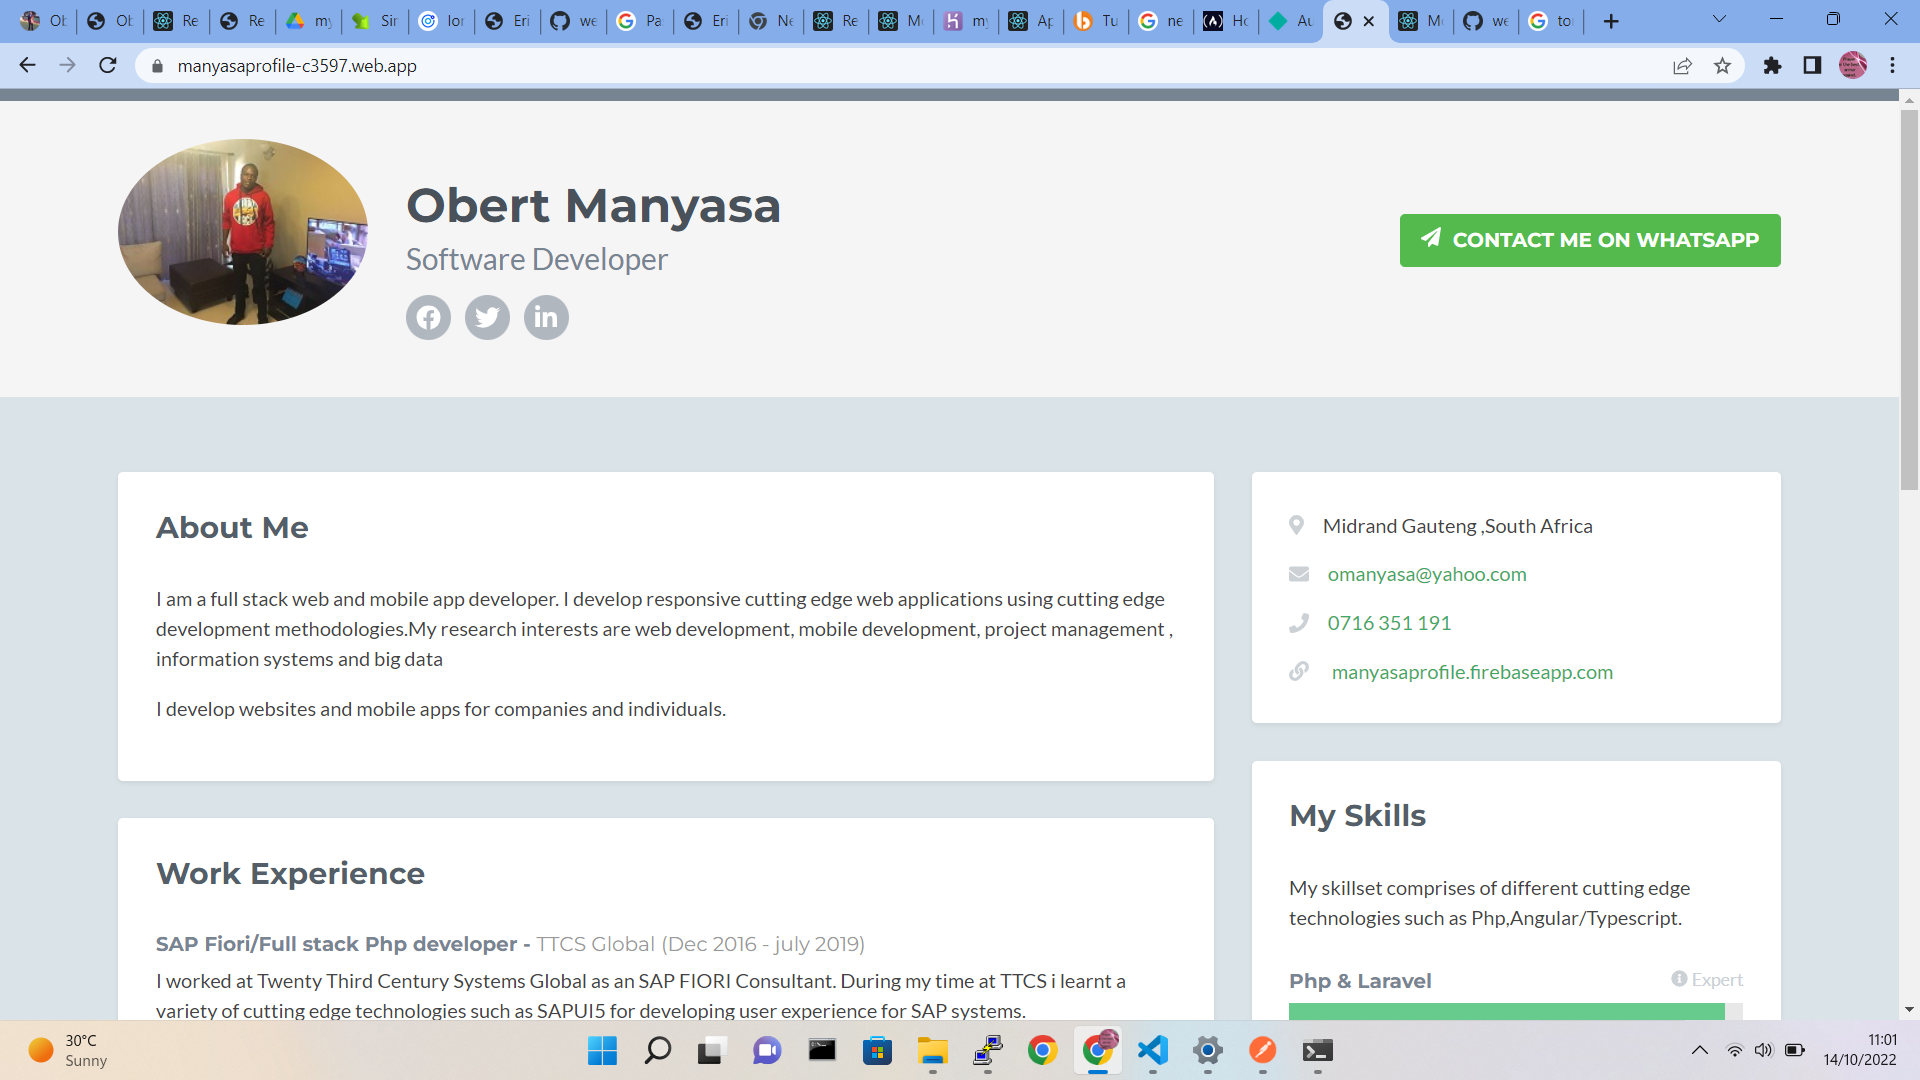 Ob
Ob
Re
Re
my
Sir
Ior
Eri
we
Pa
Eri
Ne
Re
Me
my
Ap
Tu
ne
Ho
Au
Me
we
to
manyasaprofile-c3597.web.app
Obert Manyasa
Software Developer
CONTACT ME ON WHATSAPP
About Me
I am a full stack web and mobile app developer. I develop responsive cutting edge web applications using cutting edge
development methodologies.My research interests are web development, mobile development, project management ,
information systems and big data
I develop websites and mobile apps for companies and individuals.
Work Experience
SAP Fiori/Full stack Php developer - TTCS Global (Dec 2016 - july 2019)
I worked at Twenty Third Century Systems Global as an SAP FIORI Consultant. During my time at TTCS i learnt a
variety of cutting edge technologies such as SAPUI5 for developing user experience for SAP systems.
Midrand Gauteng ,South Africa
omanyasa@yahoo.com
0716 351 191
manyasaprofile.firebaseapp.com
My Skills
My skillset comprises of different cutting edge
technologies such as Php,Angular/Typescript.
Php & Laravel
Expert
30°C
Sunny
11:01
14/10/2022